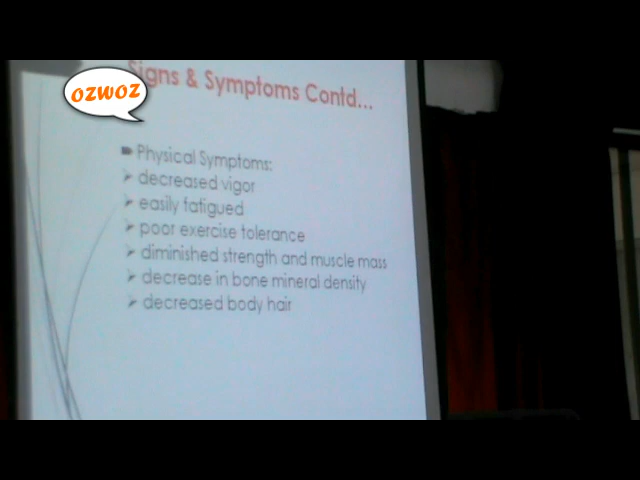 OZWOZ
Signs & Symptoms Contd...
Physical Symptoms:
decreased vigor
easily fatigued
poor exercise tolerance
diminished strength and muscle mass
decrease in bone mineral density
decreased body hair